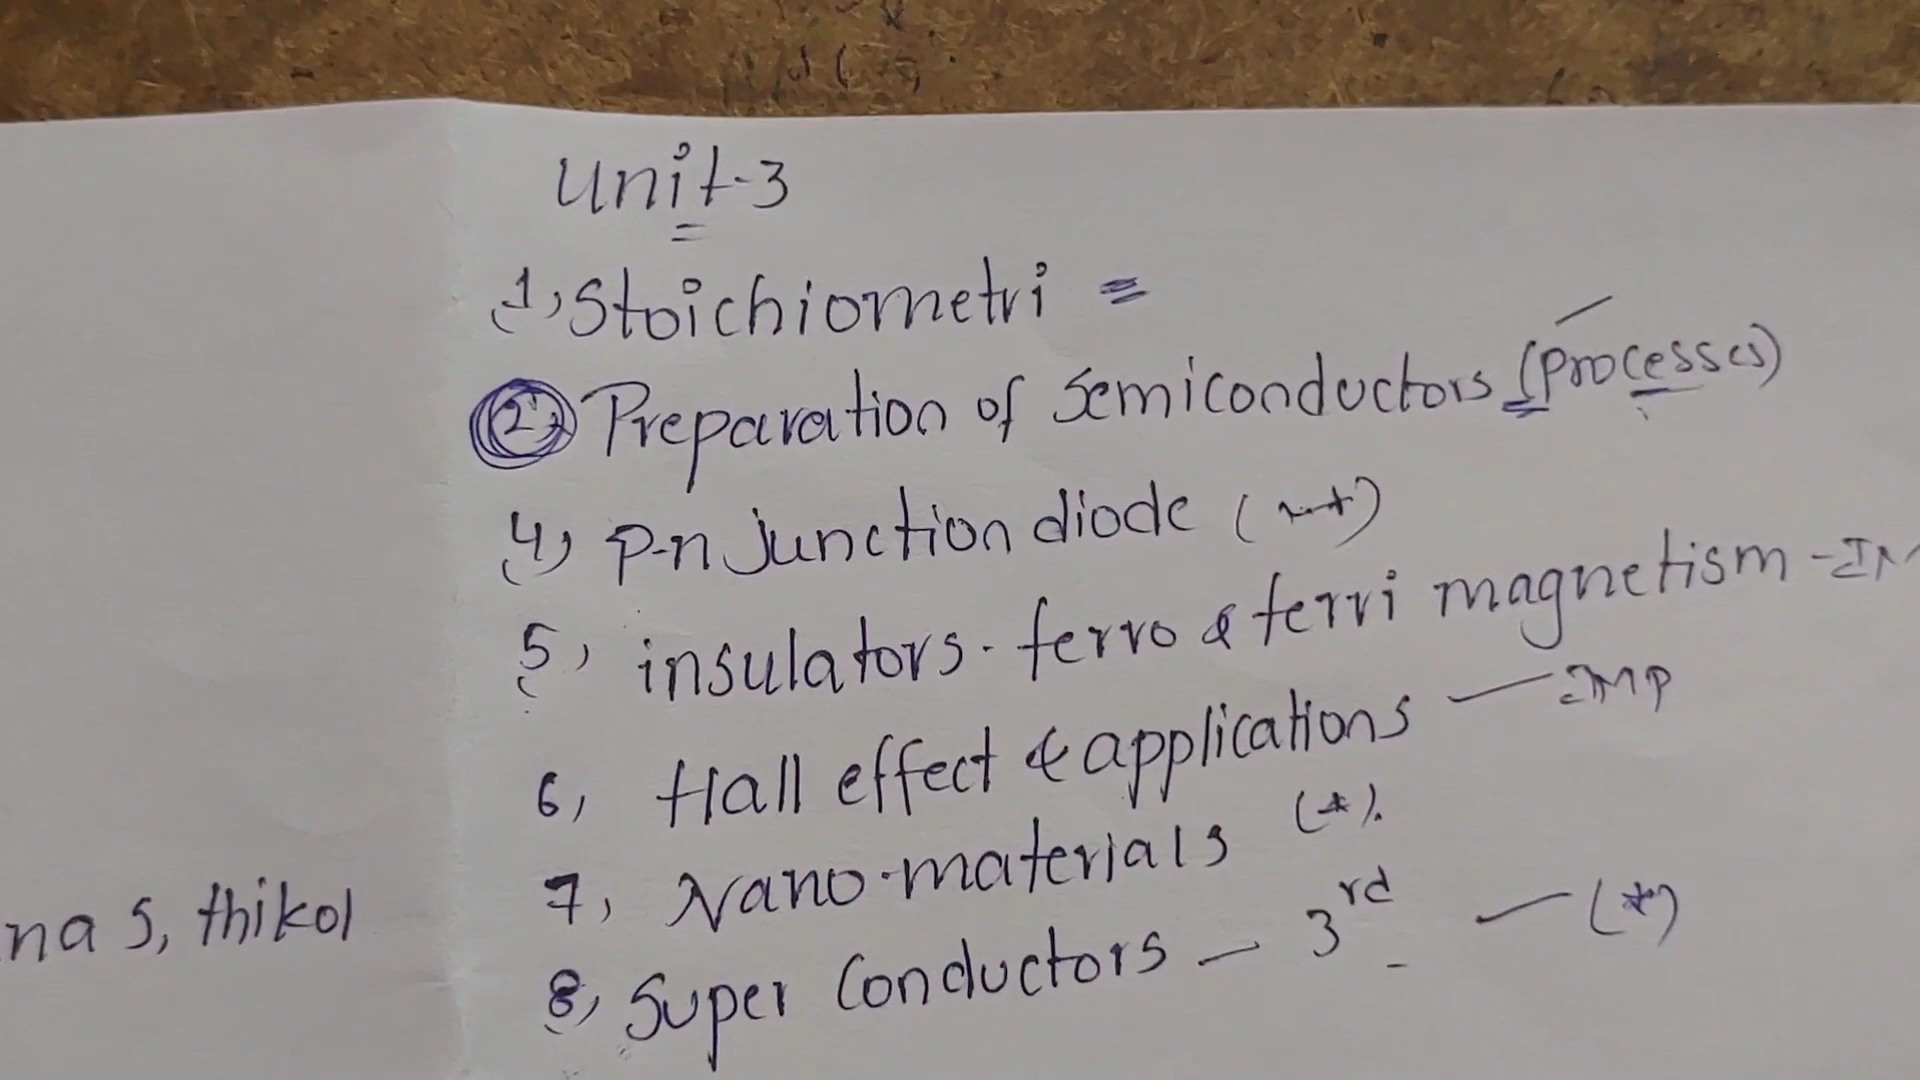 Unit-3
1, Stoichiometri =
2, Preparation of Semiconductors (processes)
4, p-n junction diode
5, insulators - ferro & ferri magnetism - IM
6, Hall effect & applications — IMP
7, Nano-materials (*).
8, Super Conductors — 3rd — (*)
na S, thikol